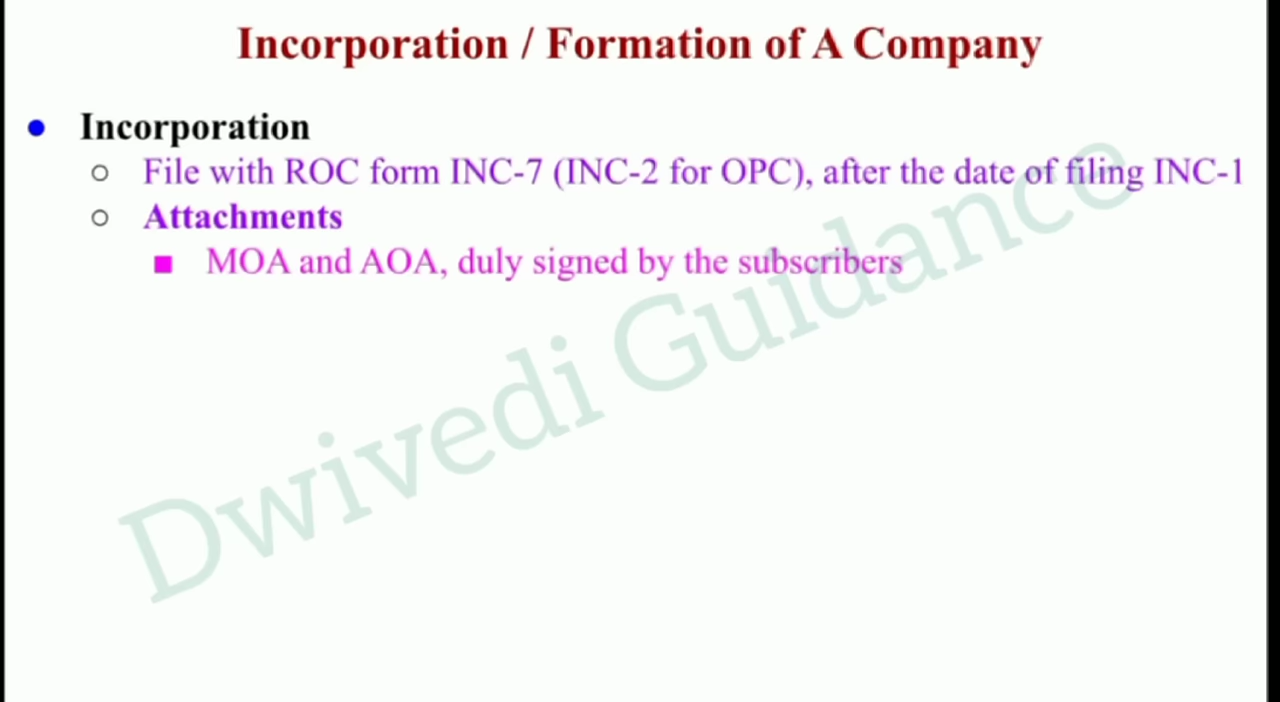 Incorporation / Formation of A Company
Incorporation
File with ROC form INC-7 (INC-2 for OPC), after the date of filing INC-1
Attachments
MOA and AOA, duly signed by the subscribers
Dwivedi Guidance